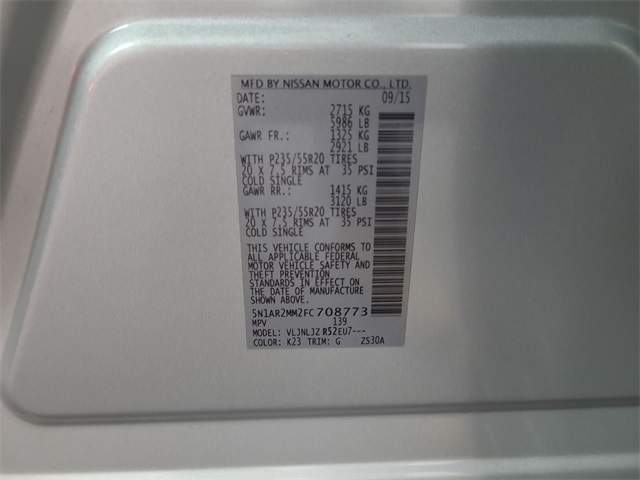 MFD BY NISSAN MOTOR CO., LTD.
DATE: 09/15
GVWR: 2715 KG
5986 LB
GAWR FR.: 1325 KG
2921 LB
WITH P235/55R20 TIRES
20 X 7.5 RIMS AT 35 PSI
COLD SINGLE
GAWR RR.: 1415 KG
3120 LB
WITH P235/55R20 TIRES
20 X 7.5 RIMS AT 35 PSI
COLD SINGLE
THIS VEHICLE CONFORMS TO
ALL APPLICABLE FEDERAL
MOTOR VEHICLE SAFETY AND
THEFT PREVENTION
STANDARDS IN EFFECT ON
THE DATE OF MANUFACTURE
SHOWN ABOVE.
5N1AR2MM2FC708773
MPV 139
MODEL: VLJNLJZ R52EU7---
COLOR: K23 TRIM: G ZS30A